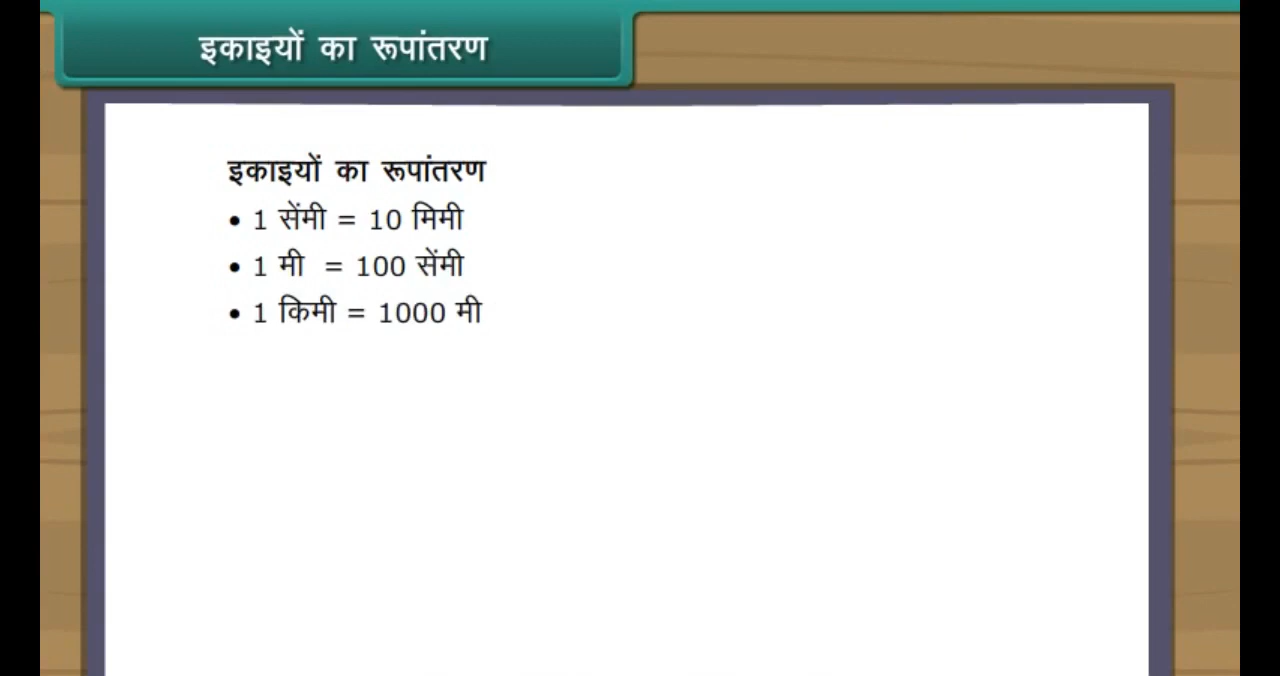 इकाइयों का रूपांतरण
इकाइयों का रूपांतरण
• 1 सेंमी = 10 मिमी
• 1 मी = 100 सेंमी
• 1 किमी = 1000 मी